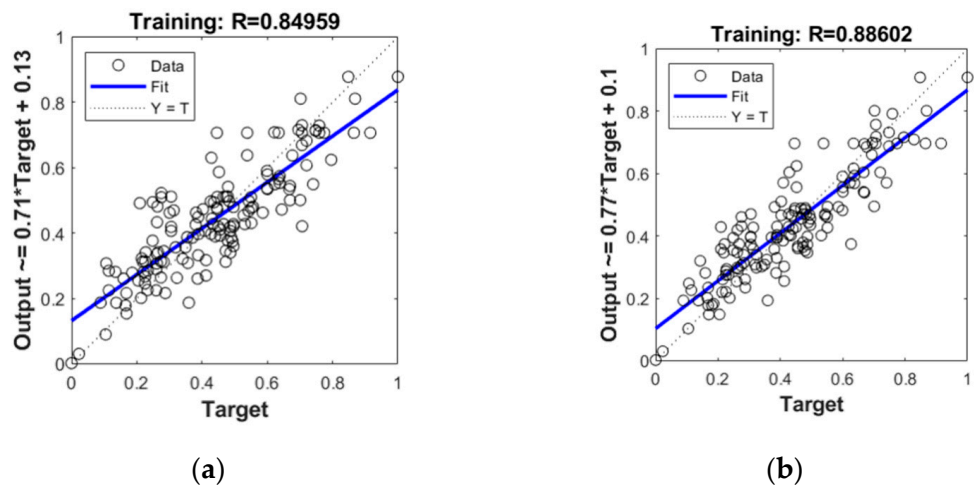 Training: R=0.84959
Output ~= 0.71*Target + 0.13
1
0.8
0.6
0.4
0.2
0
Data
Fit
Y = T
0 0.2 0.4 0.6 0.8 1
Target
(a)
Training: R=0.88602
Output ~= 0.77*Target + 0.1
1
0.8
0.6
0.4
0.2
0
Data
Fit
Y = T
0 0.2 0.4 0.6 0.8 1
Target
(b)